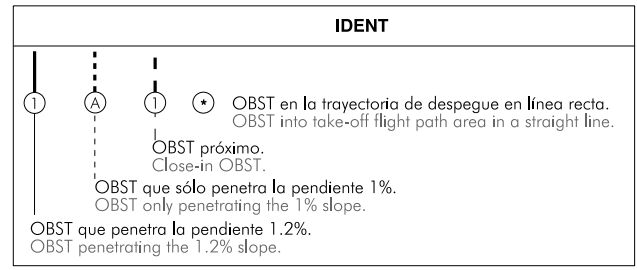 IDENT
1 A 1 * OBST en la trayectoria de despegue en línea recta.
OBST into take-off flight path area in a straight line.
OBST próximo.
Close-in OBST.
OBST que sólo penetra la pendiente 1%.
OBST only penetrating the 1% slope.
OBST que penetra la pendiente 1.2%.
OBST penetrating the 1.2% slope.